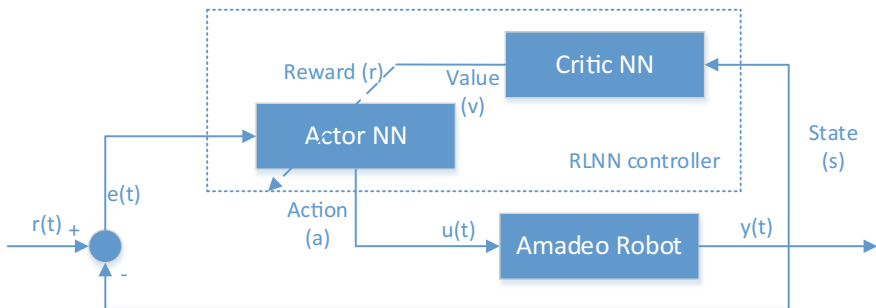 Critic NN
Reward (r)
Value
(v)
Actor NN
State
(s)
RLNN controller
e(t)
Action
(a)
r(t)
+
u(t)
Amadeo Robot
y(t)
-